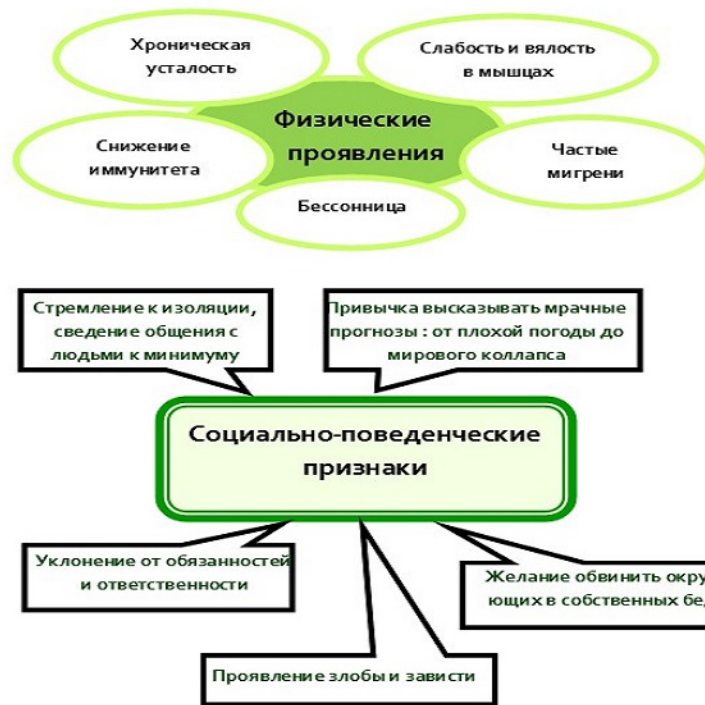 Хроническая
усталость
Слабость и вялость
в мышцах
Физические
проявления
Снижение
иммунитета
Частые
мигрени
Бессонница
Стремление к изоляции,
сведение общения с
людьми к минимуму
Привычка высказывать мрачные
прогнозы : от плохой погоды до
мирового коллапса
Социально-поведенческие
признаки
Уклонение от обязанностей
и ответственности
Желание обвинить окру
ющих в собственных бе
Проявление злобы и зависти